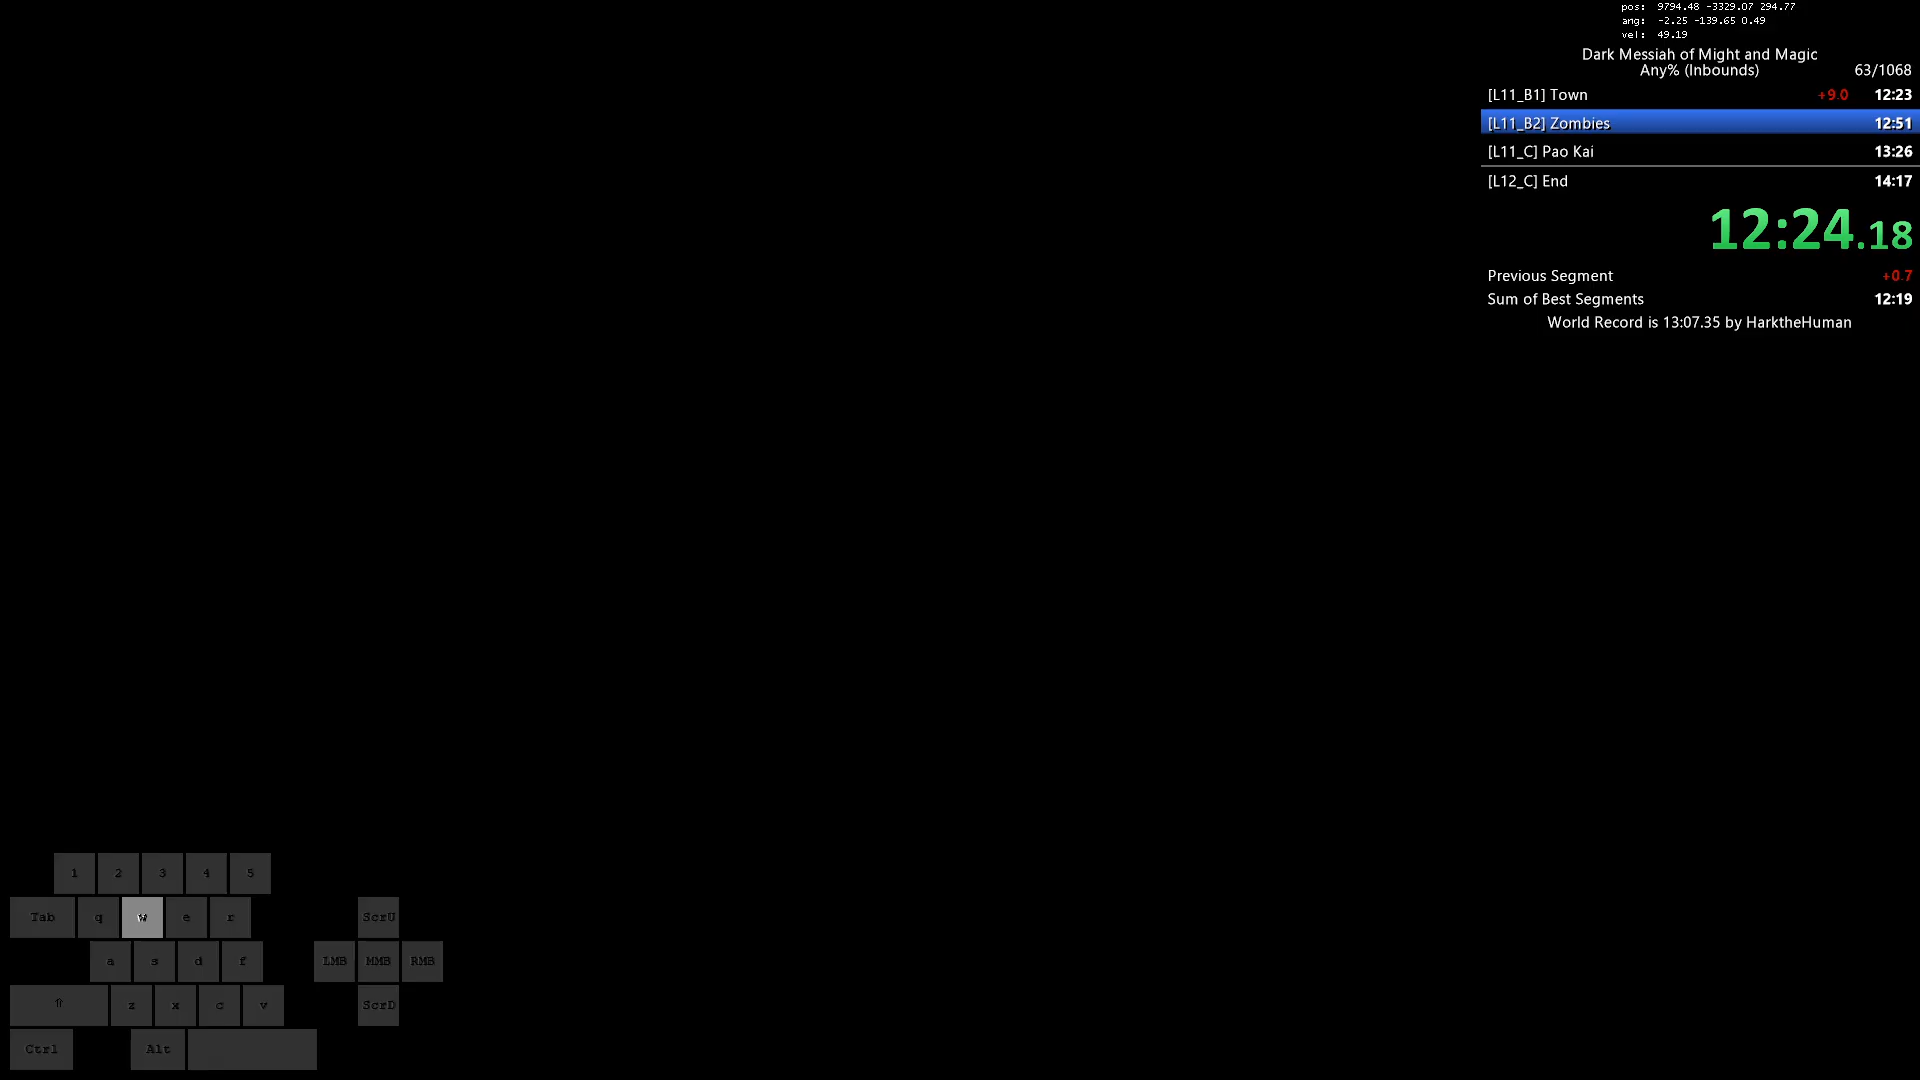 pos: 9794.48 -3329.07 294.77
ang: -2.25 -139.65 0.49
vel: 49.19
Dark Messiah of Might and Magic
Any% (Inbounds) 63/1068
[L11_B1] Town +9.0 12:23
[L11_B2] Zombies 12:51
[L11_C] Pao Kai 13:26
[L12_C] End 14:17
12:24.18
Previous Segment +0.7
Sum of Best Segments 12:19
World Record is 13:07.35 by HarktheHuman
1 2 3 4 5
Tab q w e r ScrU
a s d f LMB MMB RMB
⇑ z x c v ScrD
Ctrl Alt